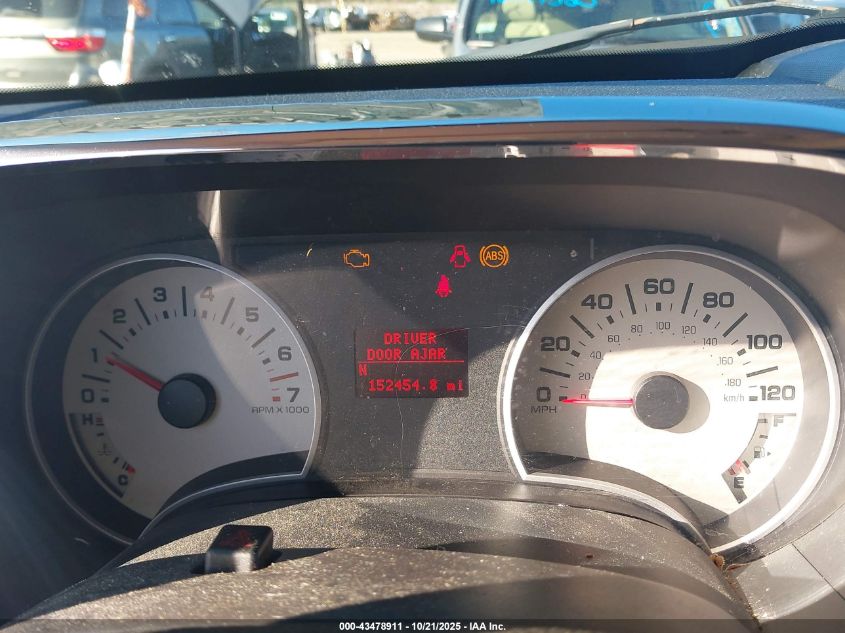 ABS
DRIVER
DOOR AJAR
N
152454.8 mi
0 1 2 3 4 5 6 7
RPM X 1000
H
C
0 20 40 60 80 100 120
MPH
0 20 40 60 80 100 120 140 160 180
km/h
F
E
000-43478911 - 10/21/2025 - IAA Inc.